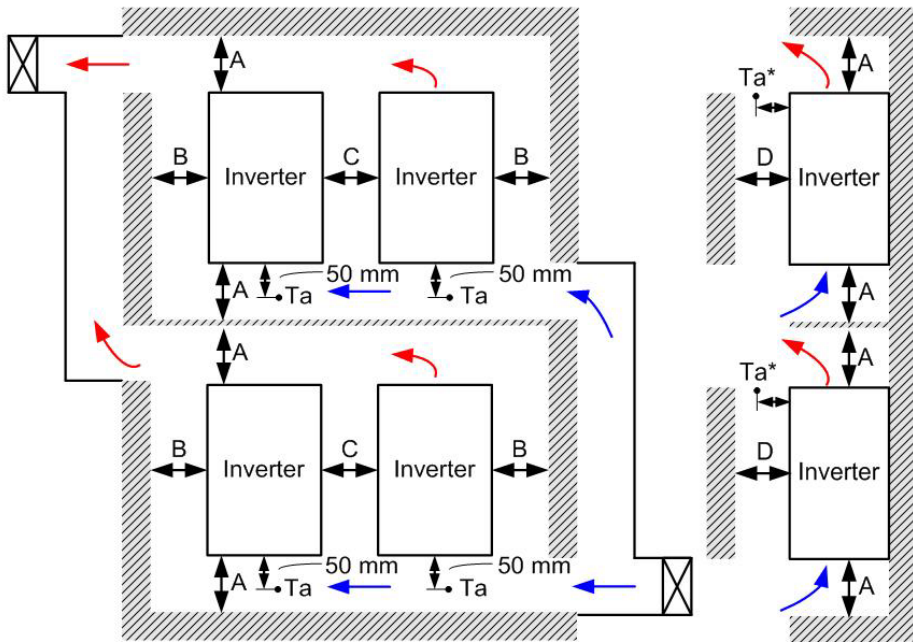 A A
Ta*
B C B D
Inverter Inverter Inverter
50 mm 50 mm
A Ta Ta A
A A
Ta*
B C B D
Inverter Inverter Inverter
50 mm 50 mm
A Ta Ta A